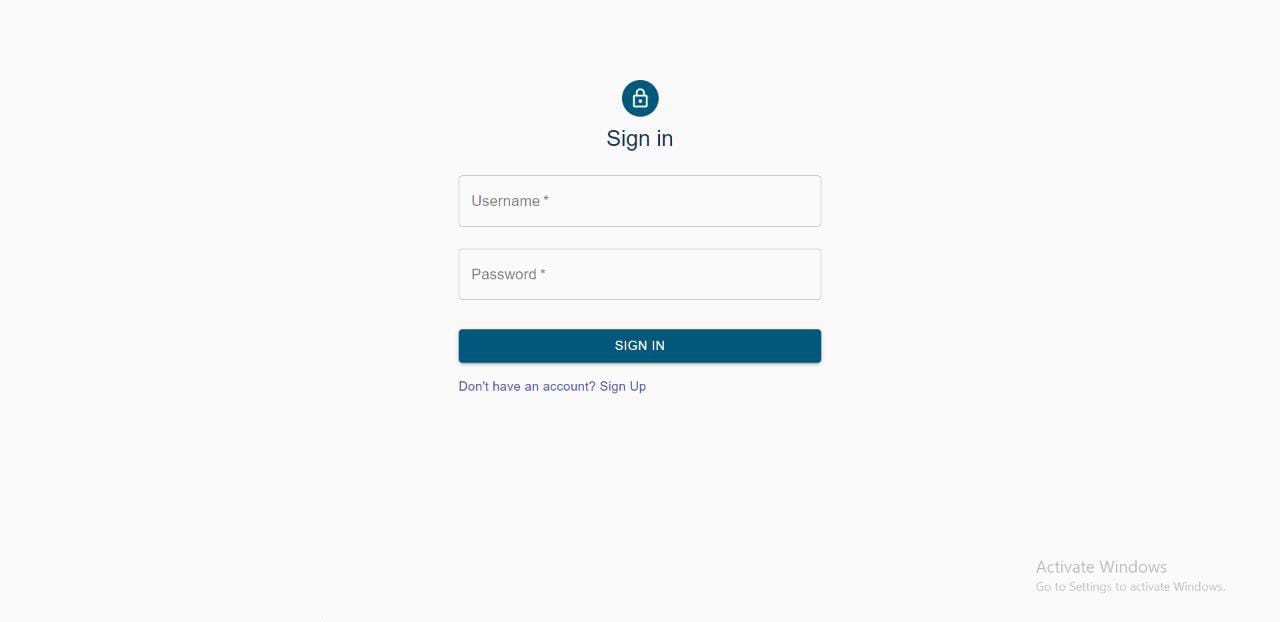 Sign in
Username *
Password *
SIGN IN
Don't have an account? Sign Up
Activate Windows
Go to Settings to activate Windows.